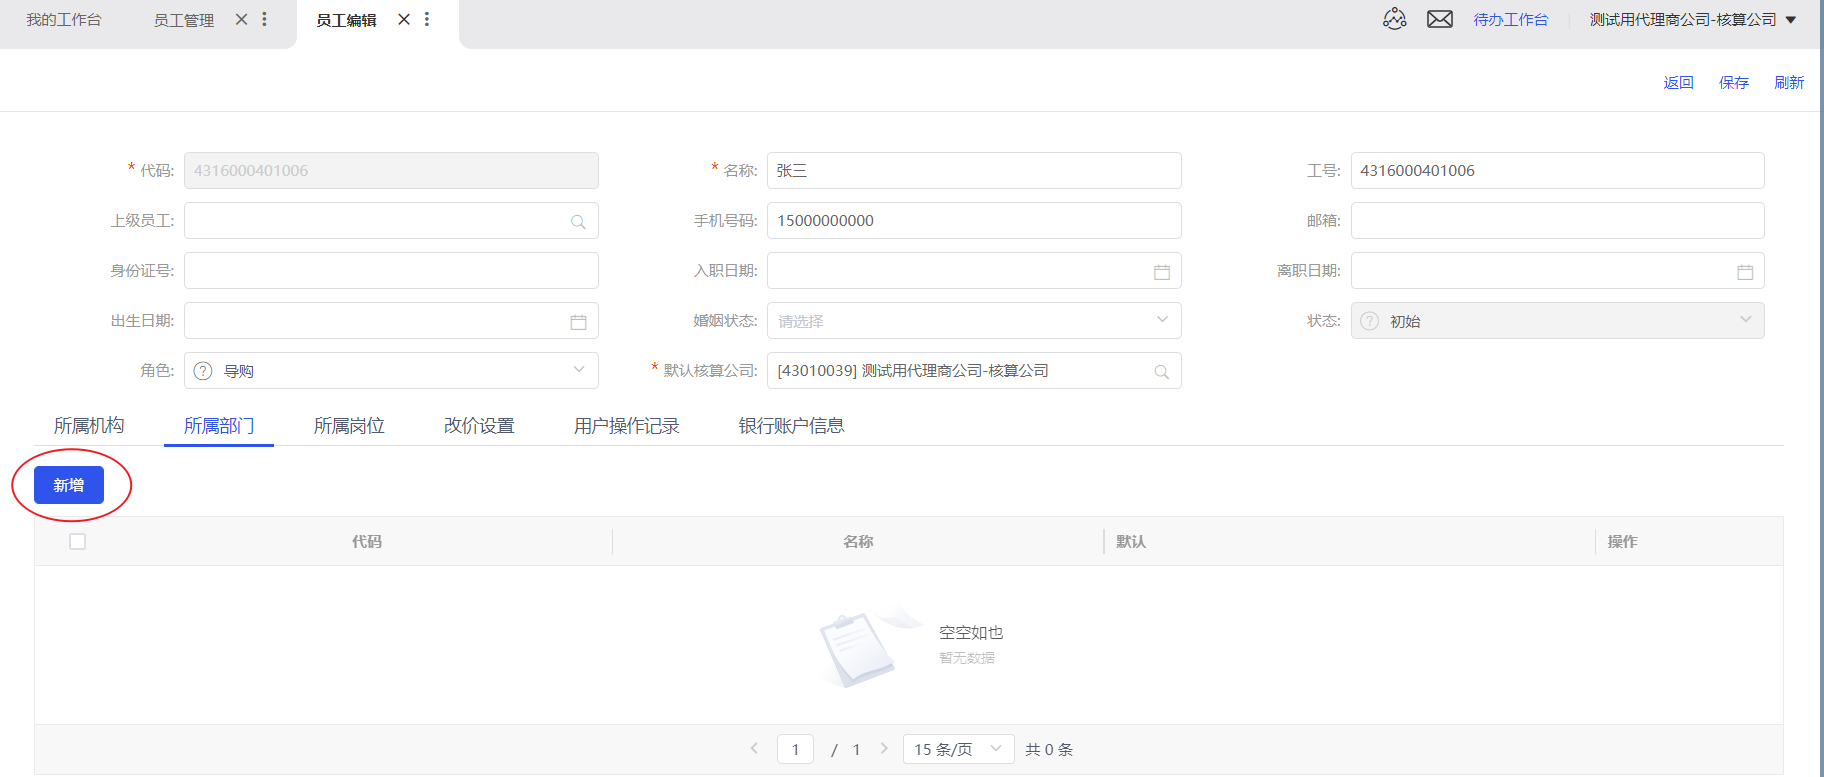 我的工作台 员工管理 员工编辑 待办工作台 测试用代理商公司-核算公司
返回 保存 刷新
* 代码: 4316000401006 * 名称: 张三 工号: 4316000401006
上级员工: 手机号码: 15000000000 邮箱:
身份证号: 入职日期: 离职日期:
出生日期: 婚姻状态: 请选择 状态: ? 初始
角色: ? 导购 * 默认核算公司: [43010039] 测试用代理商公司-核算公司
所属机构 所属部门 所属岗位 改价设置 用户操作记录 银行账户信息
新增
代码 名称 默认 操作
空空如也
暂无数据
1 / 1 15 条/页 共 0 条